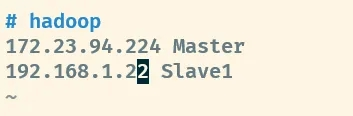 # hadoop
172.23.94.224 Master
192.168.1.22 Slave1
~